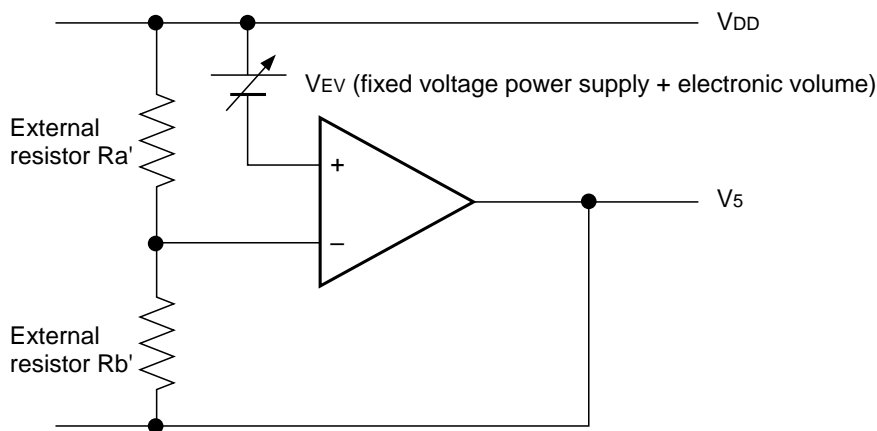 VDD
VEV (fixed voltage power supply + electronic volume)
External
resistor Ra'
+
V5
−
External
resistor Rb'